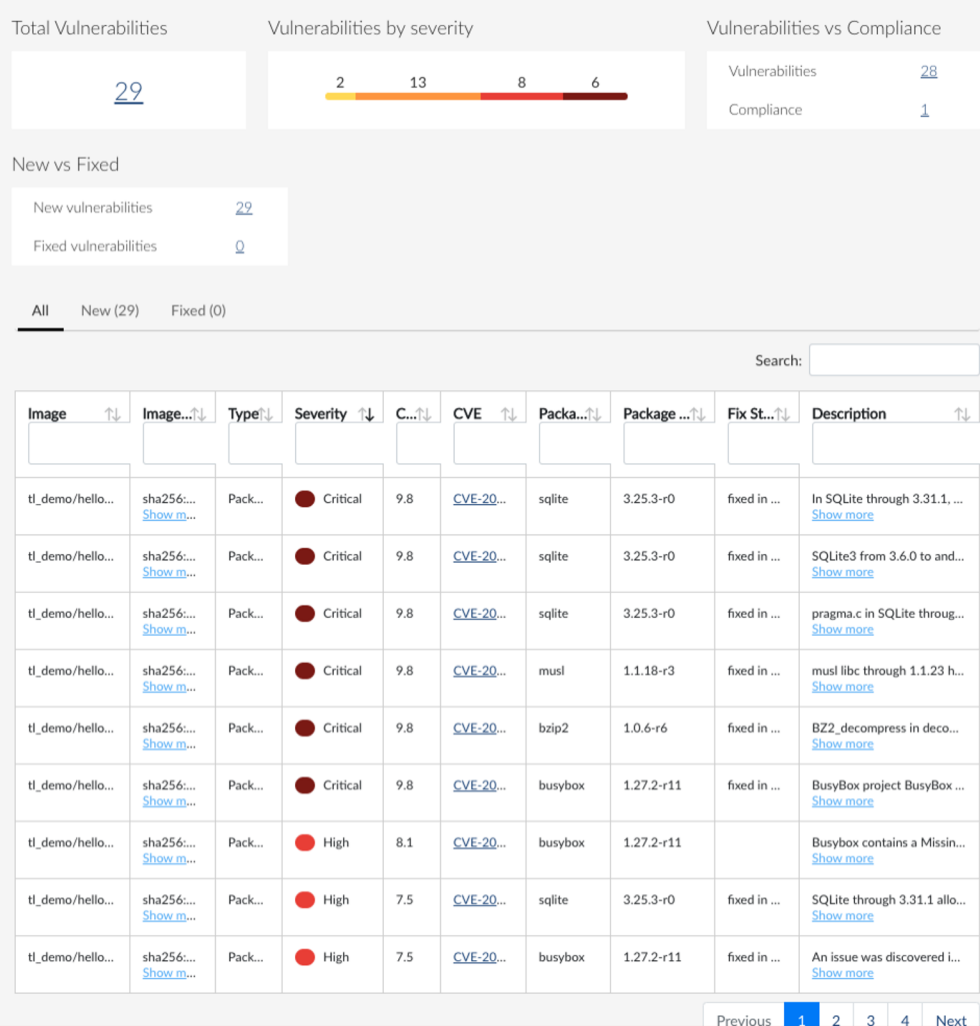 Total Vulnerabilities
Vulnerabilities by severity
Vulnerabilities vs Compliance
29
2 13 8 6
Vulnerabilities 28
Compliance 1
New vs Fixed
New vulnerabilities 29
Fixed vulnerabilities 0
All New (29) Fixed (0)
Search:
Image Image... Type Severity C... CVE Packa... Package ... Fix St... Description
tl_demo/hello... sha256:... Pack... Critical 9.8 CVE-20... sqlite 3.25.3-r0 fixed in ... In SQLite through 3.31.1, ...
Show m... Show more
tl_demo/hello... sha256:... Pack... Critical 9.8 CVE-20... sqlite 3.25.3-r0 fixed in ... SQLite3 from 3.6.0 to and...
Show m... Show more
tl_demo/hello... sha256:... Pack... Critical 9.8 CVE-20... sqlite 3.25.3-r0 fixed in ... pragma.c in SQLite throug...
Show m... Show more
tl_demo/hello... sha256:... Pack... Critical 9.8 CVE-20... musl 1.1.18-r3 fixed in ... musl libc through 1.1.23 h...
Show m... Show more
tl_demo/hello... sha256:... Pack... Critical 9.8 CVE-20... bzip2 1.0.6-r6 fixed in ... BZ2_decompress in deco...
Show m... Show more
tl_demo/hello... sha256:... Pack... Critical 9.8 CVE-20... busybox 1.27.2-r11 fixed in ... BusyBox project BusyBox ...
Show m... Show more
tl_demo/hello... sha256:... Pack... High 8.1 CVE-20... busybox 1.27.2-r11 Busybox contains a Missin...
Show m... Show more
tl_demo/hello... sha256:... Pack... High 7.5 CVE-20... sqlite 3.25.3-r0 fixed in ... SQLite through 3.31.1 allo...
Show m... Show more
tl_demo/hello... sha256:... Pack... High 7.5 CVE-20... busybox 1.27.2-r11 fixed in ... An issue was discovered i...
Show m... Show more
Previous 1 2 3 4 Next